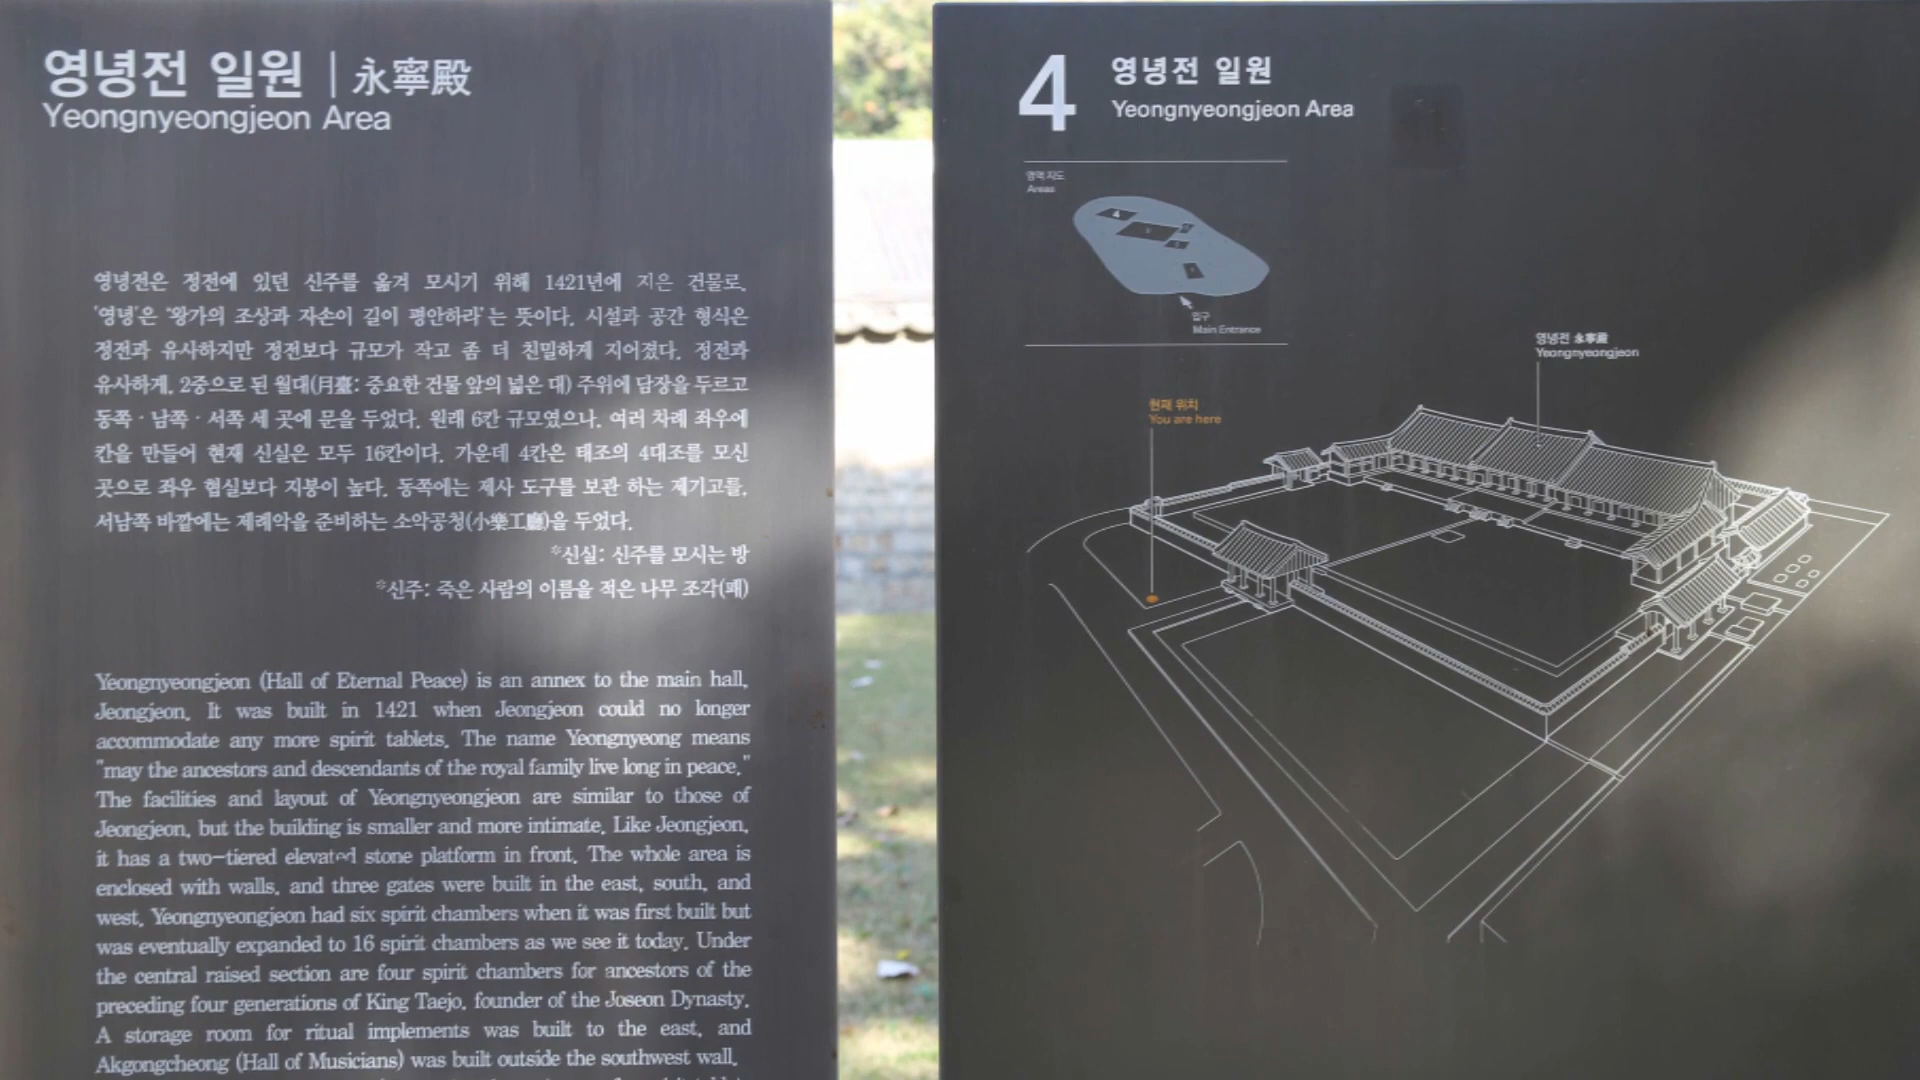 영녕전 일원 | 永寧殿
Yeongnyeongjeon Area
영녕전은 정전에 있던 신주를 옮겨 모시기 위해 1421년에 지은 건물로,
'영녕'은 '왕가의 조상과 자손이 길이 평안하라'는 뜻이다. 시설과 공간 형식은
정전과 유사하지만 정전보다 규모가 작고 좀 더 친밀하게 지어졌다. 정전과
유사하게, 2중으로 된 월대(月臺: 중요한 건물 앞의 넓은 대) 주위에 담장을 두르고
동쪽·남쪽·서쪽 세 곳에 문을 두었다. 원래 6칸 규모였으나, 여러 차례 좌우에
칸을 만들어 현재 신실은 모두 16칸이다. 가운데 4칸은 태조의 4대조를 모신
곳으로 좌우 협실보다 지붕이 높다. 동쪽에는 제사 도구를 보관 하는 제기고를,
서남쪽 바깥에는 제례악을 준비하는 소악공청(小樂工廳)을 두었다.
*신실: 신주를 모시는 방
*신주: 죽은 사람의 이름을 적은 나무 조각(패)
Yeongnyeongjeon (Hall of Eternal Peace) is an annex to the main hall,
Jeongjeon. It was built in 1421 when Jeongjeon could no longer
accommodate any more spirit tablets. The name Yeongnyeong means
"may the ancestors and descendants of the royal family live long in peace."
The facilities and layout of Yeongnyeongjeon are similar to those of
Jeongjeon, but the building is smaller and more intimate. Like Jeongjeon,
it has a two-tiered elevated stone platform in front. The whole area is
enclosed with walls, and three gates were built in the east, south, and
west. Yeongnyeongjeon had six spirit chambers when it was first built but
was eventually expanded to 16 spirit chambers as we see it today. Under
the central raised section are four spirit chambers for ancestors of the
preceding four generations of King Taejo, founder of the Joseon Dynasty.
A storage room for ritual implements was built to the east, and
Akgongcheong (Hall of Musicians) was built outside the southwest wall.
4
영녕전 일원
Yeongnyeongjeon Area
영역 지도
Areas
4
입구
Main Entrance
영녕전 永寧殿
Yeongnyeongjeon
현재 위치
You are here